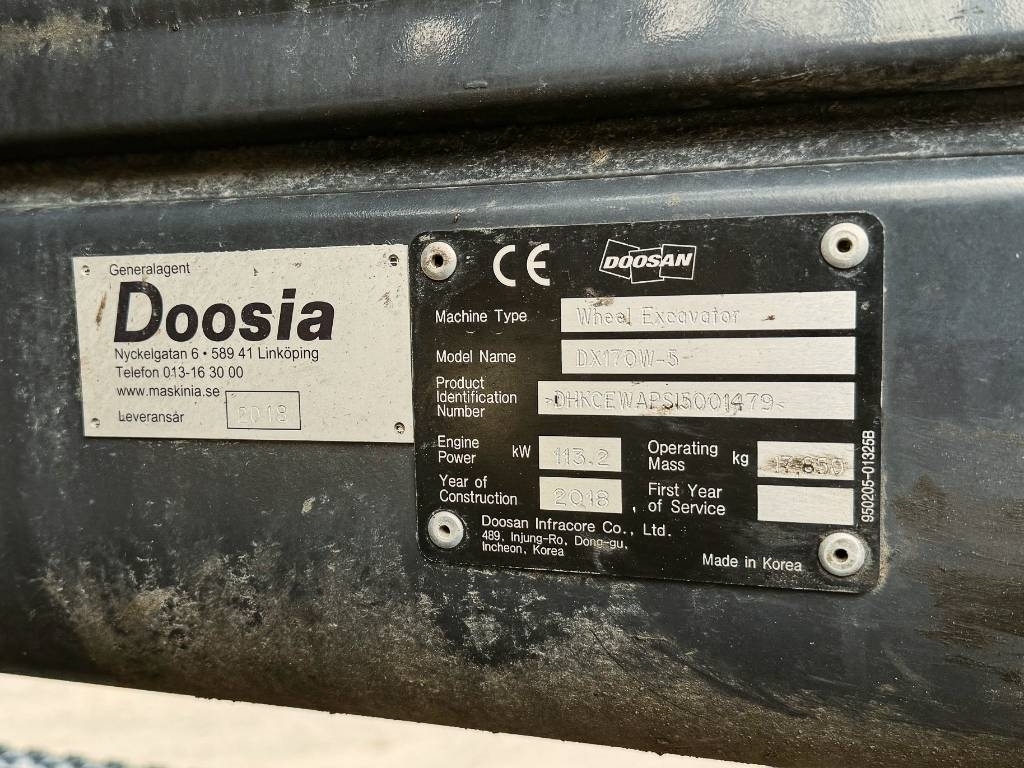 Generalagent
Doosia
Nyckelgatan 6 • 589 41 Linköping
Telefon 013-16 30 00
www.maskinia.se
Leveransår 2018
CE DOOSAN
Machine Type Wheel Excavator
Model Name DX170W-5
Product Identification Number >DHKCEWAPSI5001479<
Engine Power kW 113.2
Operating Mass kg 17,850
Year of Construction 2018,
First Year of Service
Doosan Infracore Co., Ltd.
489, Injung-Ro, Dong-gu,
Incheon, Korea
Made in Korea
950205-01325B